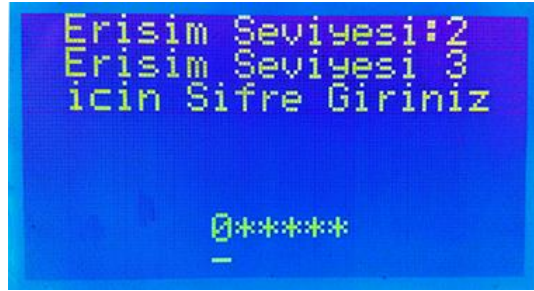 Erisim Seviyesi:2
Erisim Seviyesi 3
icin Sifre Giriniz
0*****
_